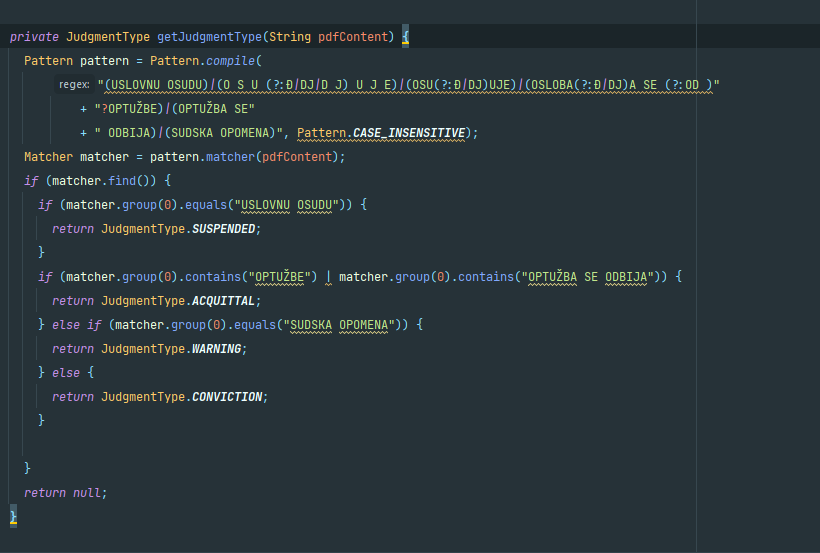 private JudgmentType getJudgmentType(String pdfContent) {
Pattern pattern = Pattern.compile(
regex: "(USLOVNU OSUDU)|(O S U (?:Đ|DJ|D J) U J E)|(OSU(?:Đ|DJ)UJE)|(OSLOBA(?:Đ|DJ)A SE (?:OD )"
+ "?OPTUŽBE)|(OPTUŽBA SE"
+ " ODBIJA)|(SUDSKA OPOMENA)", Pattern.CASE_INSENSITIVE);
Matcher matcher = pattern.matcher(pdfContent);
if (matcher.find()) {
if (matcher.group(0).equals("USLOVNU OSUDU")) {
return JudgmentType.SUSPENDED;
}
if (matcher.group(0).contains("OPTUŽBE") | matcher.group(0).contains("OPTUŽBA SE ODBIJA")) {
return JudgmentType.ACQUITTAL;
} else if (matcher.group(0).equals("SUDSKA OPOMENA")) {
return JudgmentType.WARNING;
} else {
return JudgmentType.CONVICTION;
}
}
return null;
}